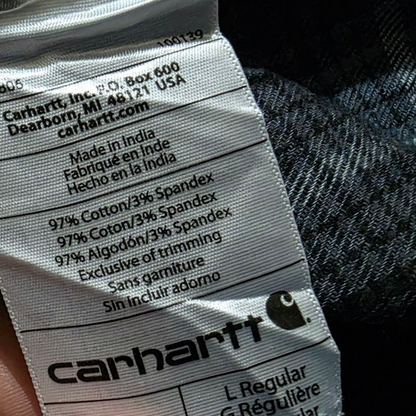 100139
Carhartt, Inc. P.O. Box 600
Dearborn, MI 48121 USA
carhartt.com
Made in India
Fabriqué en Inde
Hecho en la India
97% Cotton/3% Spandex
97% Coton/3% Spandex
97% Algodón/3% Spandex
Exclusive of trimming
Sans garniture
Sin incluir adorno
carhartt
L Regular
G Régulière